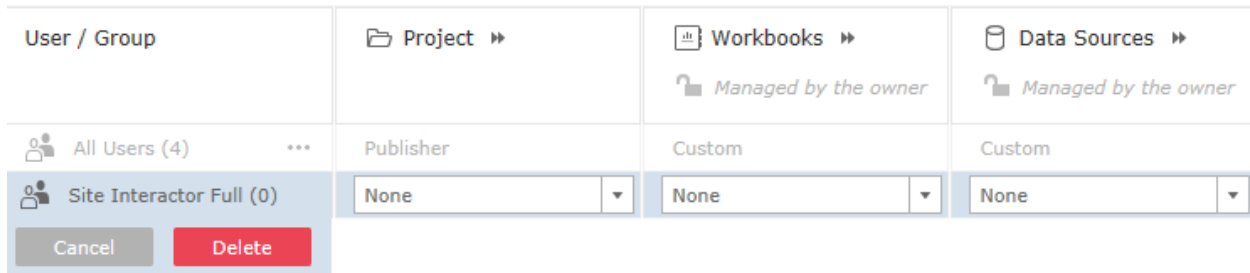 User / Group
Project
Workbooks
Data Sources
Managed by the owner
Managed by the owner
All Users (4) ...
Publisher
Custom
Custom
Site Interactor Full (0)
None
None
None
Cancel
Delete